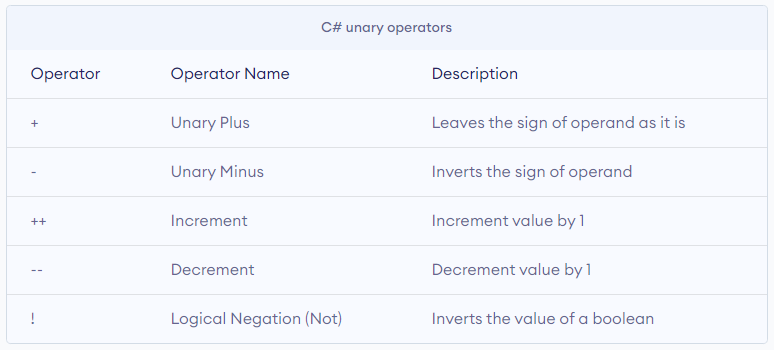 C# unary operators
Operator Operator Name Description
+ Unary Plus Leaves the sign of operand as it is
- Unary Minus Inverts the sign of operand
++ Increment Increment value by 1
-- Decrement Decrement value by 1
! Logical Negation (Not) Inverts the value of a boolean